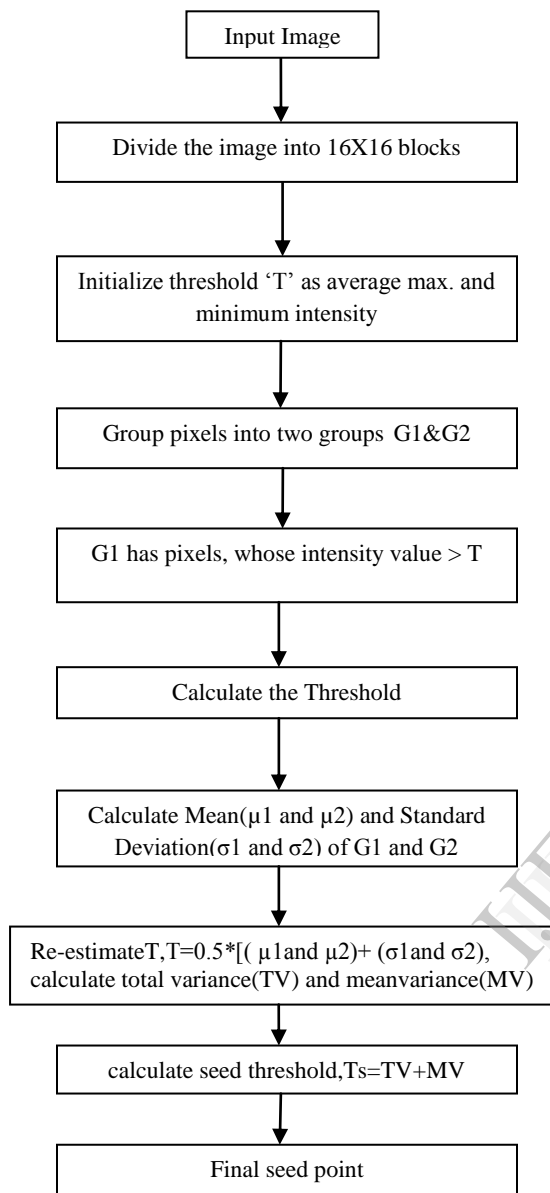 Input Image
Divide the image into 16X16 blocks
Initialize threshold ‘T’ as average max. and
minimum intensity
Group pixels into two groups G1&G2
G1 has pixels, whose intensity value > T
Calculate the Threshold
Calculate Mean(μ1 and μ2) and Standard
Deviation(σ1 and σ2) of G1 and G2
Re-estimateT,T=0.5*[( μ1and μ2)+ (σ1and σ2),
calculate total variance(TV) and meanvariance(MV)
calculate seed threshold,Ts=TV+MV
Final seed point